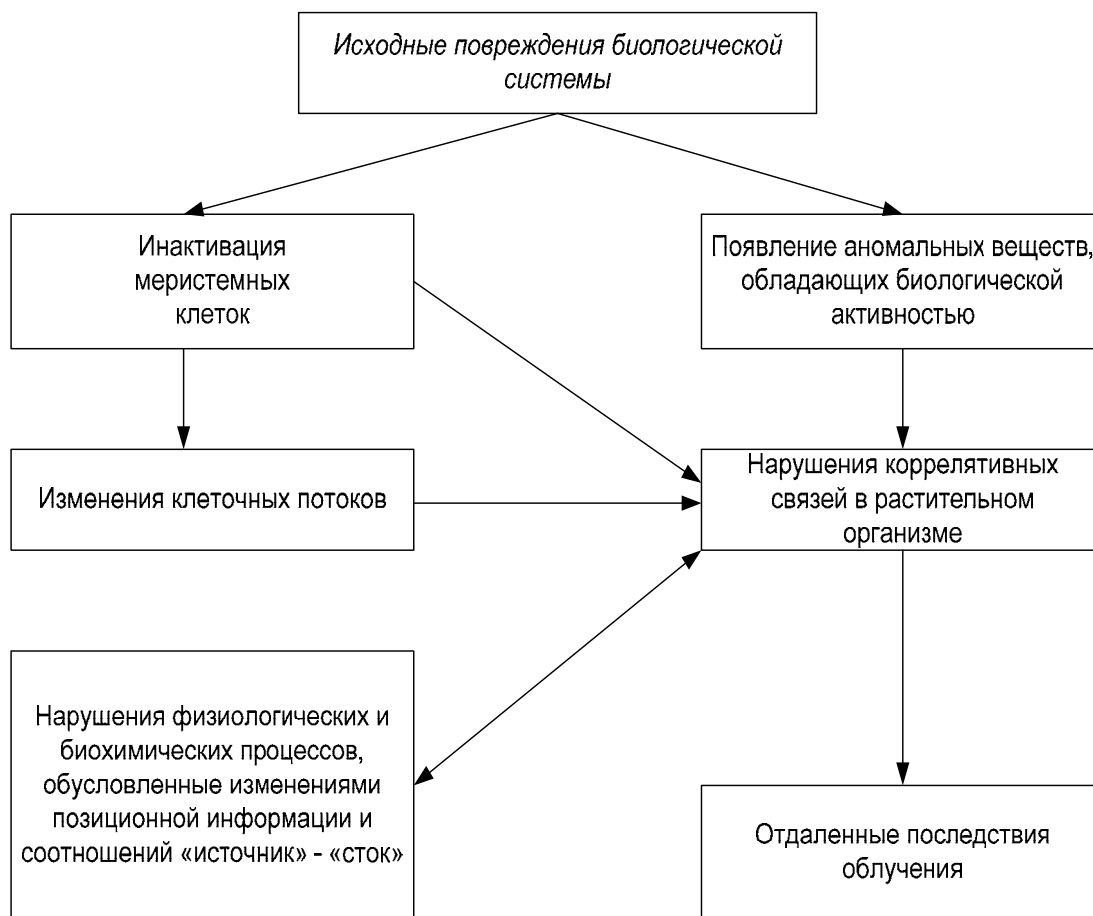 Исходные повреждения биологической
системы
Инактивация
меристемных
клеток
Появление аномальных веществ,
обладающих биологической
активностью
Изменения клеточных потоков
Нарушения коррелятивных
связей в растительном
организме
Нарушения физиологических и
биохимических процессов,
обусловленные изменениями
позиционной информации и
соотношений «источник» - «сток»
Отдаленные последствия
облучения